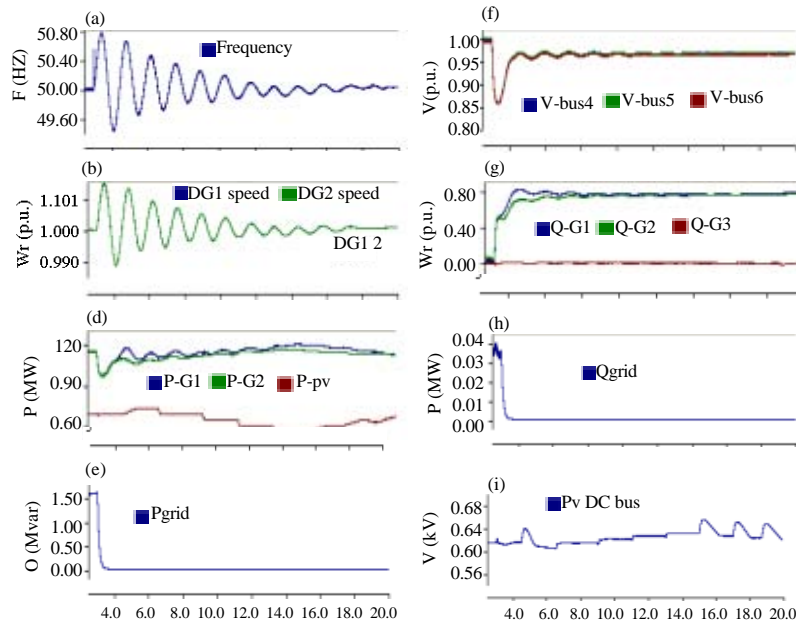 (a)
50.80
50.40
50.00
49.60
F (HZ)
Frequency
(b)
1.101
1.000
0.990
Wr (p.u.)
DG1 speed DG2 speed
DG1 2
(d)
120
0.90
0.60
P (MW)
P-G1 P-G2 P-pv
(e)
1.50
1.00
0.50
0.00
O (Mvar)
Pgrid
4.0 6.0 8.0 10.0 12.0 14.0 16.0 18.0 20.0
(f)
1.00
0.95
0.90
0.85
0.80
V(p.u.)
V-bus4 V-bus5 V-bus6
(g)
0.80
0.40
0.00
Wr (p.u.)
Q-G1 Q-G2 Q-G3
(h)
0.04
0.03
0.02
0.01
0.00
P (MW)
Qgrid
(i)
0.68
0.64
0.60
0.56
V (kV)
Pv DC bus
4.0 6.0 8.0 10.0 12.0 14.0 16.0 18.0 20.0